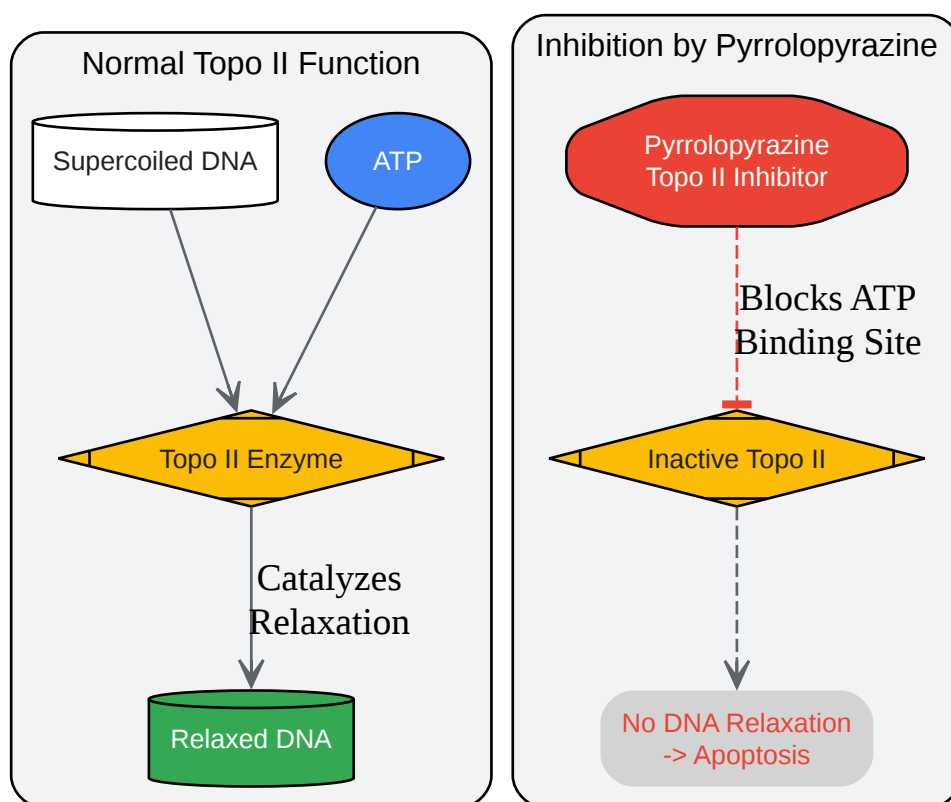 Normal Topo II Function
Supercoiled DNA
ATP
Topo II Enzyme
Catalyzes
Relaxation
Relaxed DNA
Inhibition by Pyrrolopyrazine
Pyrrolopyrazine
Topo II Inhibitor
Blocks ATP
Binding Site
Inactive Topo II
No DNA Relaxation
-> Apoptosis